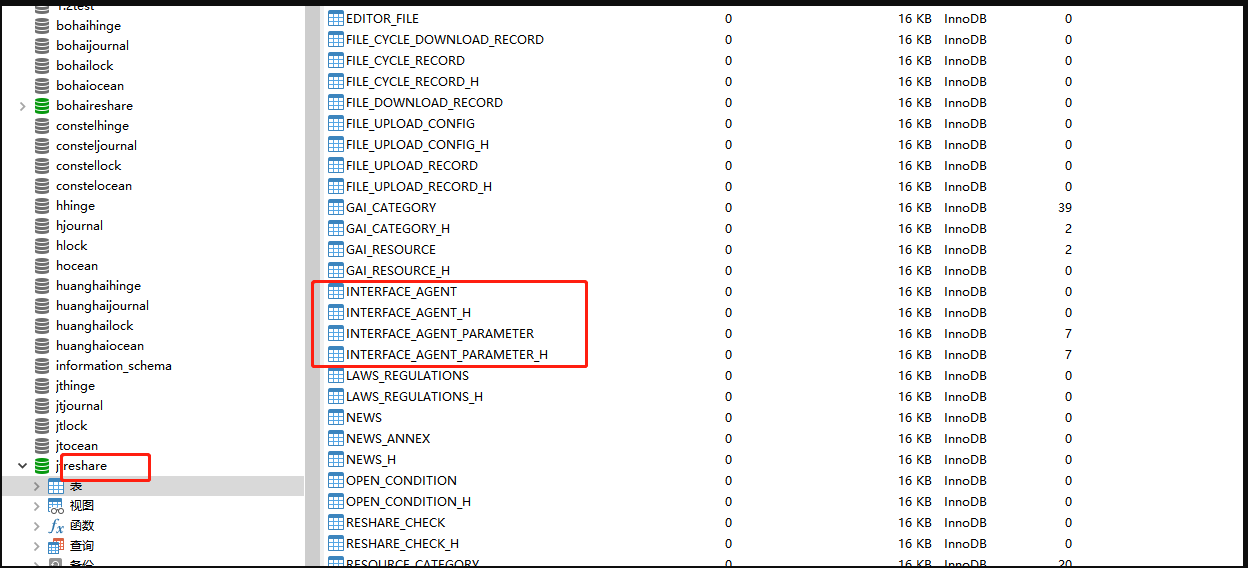 1.2test
bohaihinge
bohaijournal
bohailock
bohaiocean
bohaireshare
constelhinge
consteljournal
constellock
constelocean
hhinge
hjournal
hlock
hocean
huanghaihinge
huanghaijournal
huanghailock
huanghaiocean
information_schema
jthinge
jtjournal
jtlock
jtocean
jtreshare
表
视图
fx 函数
查询
备份
EDITOR_FILE 0 16 KB InnoDB 0
FILE_CYCLE_DOWNLOAD_RECORD 0 16 KB InnoDB 0
FILE_CYCLE_RECORD 0 16 KB InnoDB 0
FILE_CYCLE_RECORD_H 0 16 KB InnoDB 0
FILE_DOWNLOAD_RECORD 0 16 KB InnoDB 0
FILE_UPLOAD_CONFIG 0 16 KB InnoDB 0
FILE_UPLOAD_CONFIG_H 0 16 KB InnoDB 0
FILE_UPLOAD_RECORD 0 16 KB InnoDB 0
FILE_UPLOAD_RECORD_H 0 16 KB InnoDB 0
GAI_CATEGORY 0 16 KB InnoDB 39
GAI_CATEGORY_H 0 16 KB InnoDB 2
GAI_RESOURCE 0 16 KB InnoDB 2
GAI_RESOURCE_H 0 16 KB InnoDB 0
INTERFACE_AGENT 0 16 KB InnoDB 0
INTERFACE_AGENT_H 0 16 KB InnoDB 0
INTERFACE_AGENT_PARAMETER 0 16 KB InnoDB 7
INTERFACE_AGENT_PARAMETER_H 0 16 KB InnoDB 7
LAWS_REGULATIONS 0 16 KB InnoDB 0
LAWS_REGULATIONS_H 0 16 KB InnoDB 0
NEWS 0 16 KB InnoDB 0
NEWS_ANNEX 0 16 KB InnoDB 0
NEWS_H 0 16 KB InnoDB 0
OPEN_CONDITION 0 16 KB InnoDB 0
OPEN_CONDITION_H 0 16 KB InnoDB 0
RESHARE_CHECK 0 16 KB InnoDB 0
RESHARE_CHECK_H 0 16 KB InnoDB 0
RESOURCE_CATEGORY 0 16 KB InnoDB 20